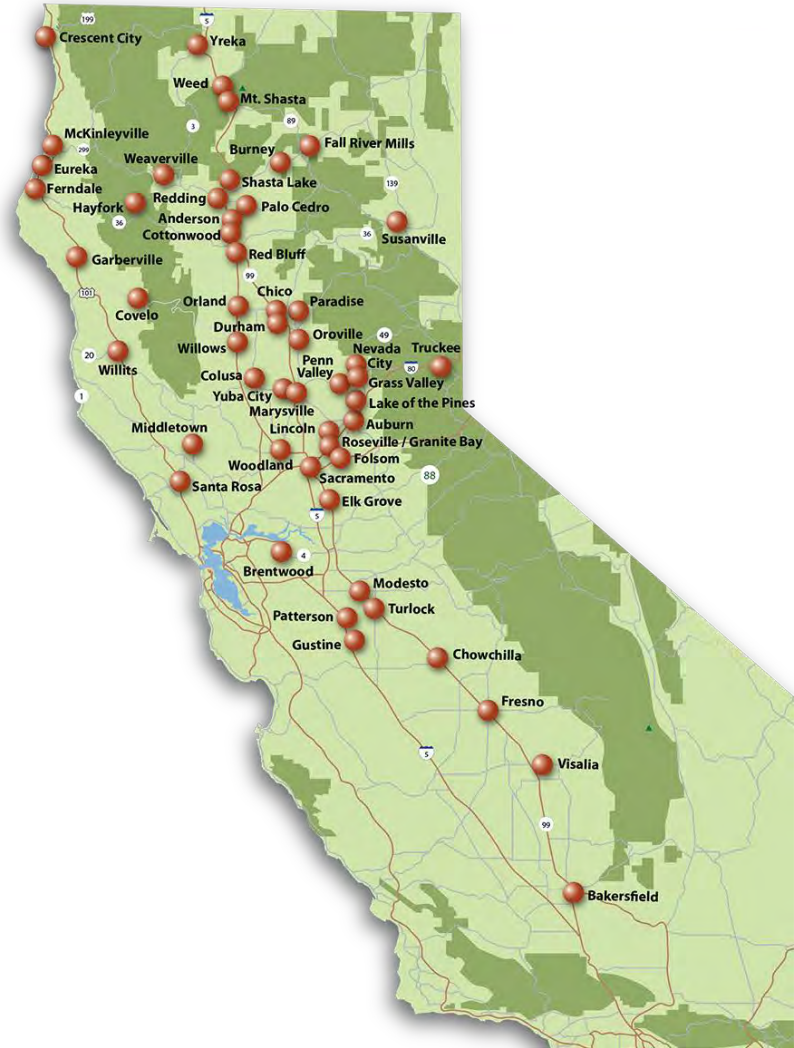 199
5
Crescent City
Yreka
Weed
Mt. Shasta
89
3
McKinleyville
299
Fall River Mills
Burney
Weaverville
Eureka
Shasta Lake
139
Ferndale
Redding
Hayfork
Palo Cedro
Anderson
36
Cottonwood
36
Susanville
Red Bluff
Garberville
99
101
Chico
Orland
Paradise
Covelo
Durham
Oroville
49
Willows
Nevada
City
Truckee
20
Penn
Valley
80
Willits
Colusa
Grass Valley
1
Yuba City
Lake of the Pines
Marysville
Auburn
Middletown
Lincoln
Roseville / Granite Bay
Woodland
Folsom
88
Sacramento
Santa Rosa
Elk Grove
5
4
Brentwood
Modesto
Turlock
Patterson
Gustine
Chowchilla
Fresno
5
Visalia
99
Bakersfield